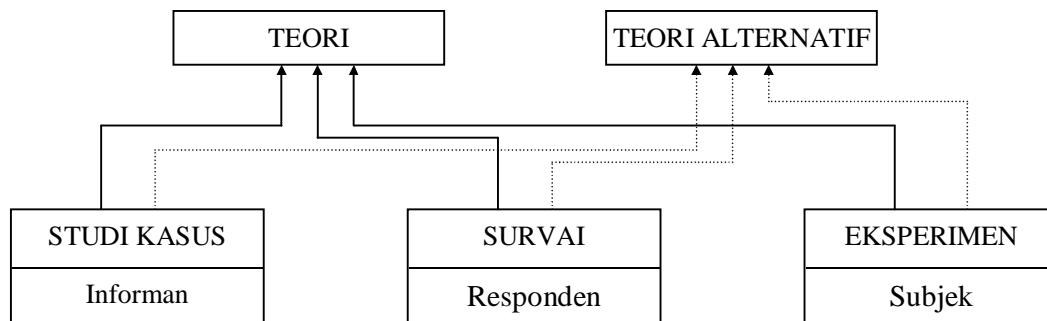 TEORI
TEORI ALTERNATIF
STUDI KASUS
Informan
SURVAI
Responden
EKSPERIMEN
Subjek